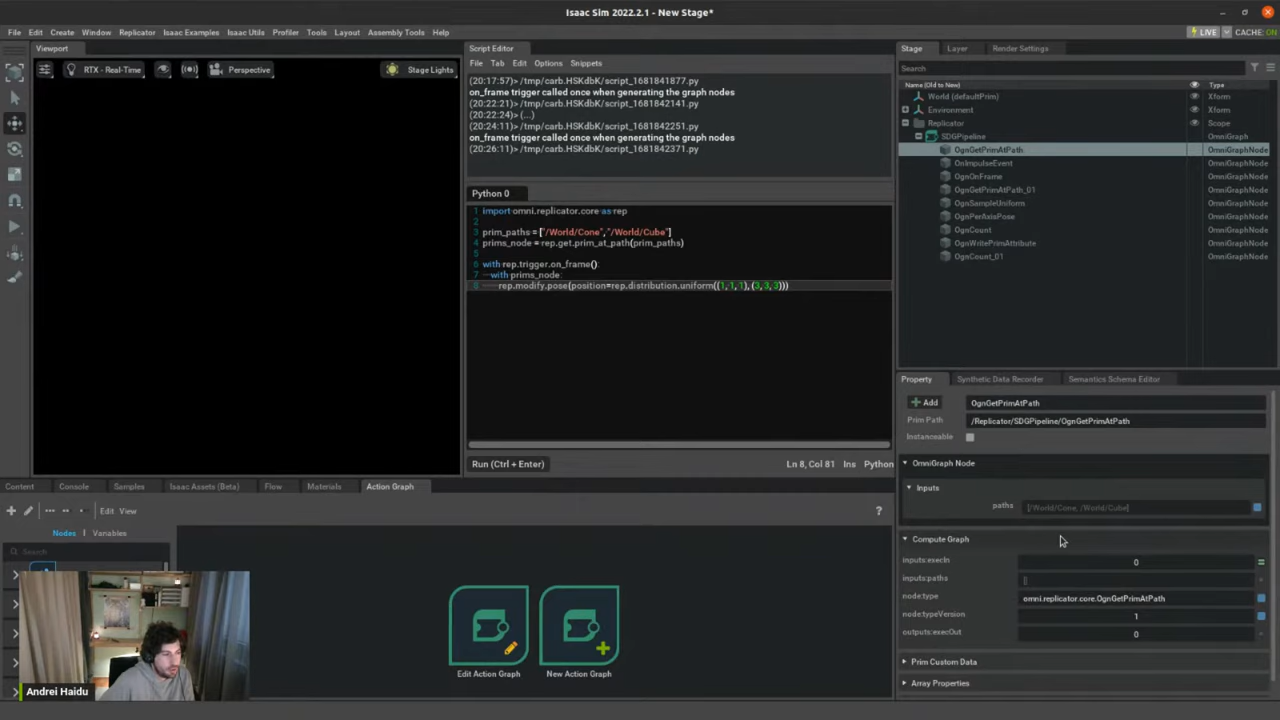 Isaac Sim 2022.2.1 - New Stage*
File Edit Create Window Replicator Isaac Examples Isaac Utils Profiler Tools Layout Assembly Tools Help
LIVE CACHE: ON
Viewport
RTX - Real-Time Perspective Stage Lights
Script Editor
File Tab Edit Options Snippets
(20:17:57)> /tmp/carb.HSKdbK/script_1681841877.py
on_frame trigger called once when generating the graph nodes
(20:22:21)> /tmp/carb.HSKdbK/script_1681842141.py
(20:22:24)> (...)
(20:24:11)> /tmp/carb.HSKdbK/script_1681842251.py
on_frame trigger called once when generating the graph nodes
(20:26:11)> /tmp/carb.HSKdbK/script_1681842371.py
Python 0
1 import omni.replicator.core as rep
2
3 prim_paths = ["/World/Cone", "/World/Cube"]
4 prims_node = rep.get.prim_at_path(prim_paths)
5
6 with rep.trigger.on_frame():
7 with prims_node:
8 rep.modify.pose(position=rep.distribution.uniform((1,1,1), (3,3,3)))
Run (Ctrl + Enter)
Ln 8, Col 81 Ins Python
Stage Layer Render Settings
Search
Name (Old to New) Type
World (defaultPrim) Xform
Environment Xform
Replicator Scope
SDGPipeline OmniGraph
OgnGetPrimAtPath OmniGraphNode
OnImpulseEvent OmniGraphNode
OgnOnFrame OmniGraphNode
OgnGetPrimAtPath_01 OmniGraphNode
OgnSampleUniform OmniGraphNode
OgnPerAxisPose OmniGraphNode
OgnCount OmniGraphNode
OgnWritePrimAttribute OmniGraphNode
OgnCount_01 OmniGraphNode
Property Synthetic Data Recorder Semantics Schema Editor
Add OgnGetPrimAtPath
Prim Path /Replicator/SDGPipeline/OgnGetPrimAtPath
Instanceable
OmniGraph Node
Inputs
paths [/World/Cone, /World/Cube]
Compute Graph
inputs:execIn 0
inputs:paths []
node:type omni.replicator.core.OgnGetPrimAtPath
node:typeVersion 1
outputs:execOut 0
Prim Custom Data
Array Properties
Content Console Samples Isaac Assets (Beta) Flow Materials Action Graph
Edit View ?
Nodes Variables
Search
Edit Action Graph New Action Graph
Andrei Haidu